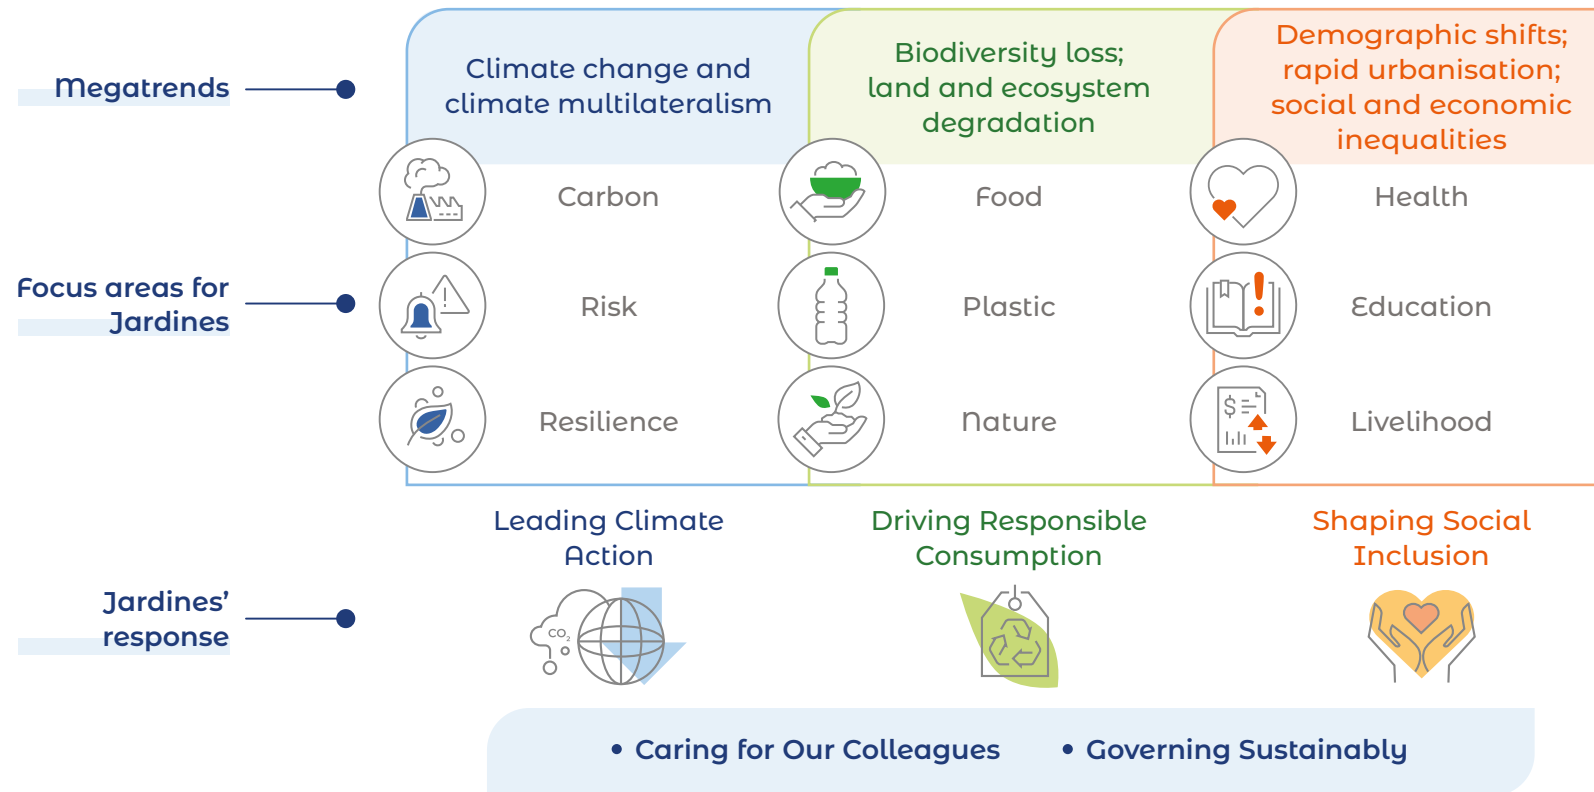 Megatrends
Climate change and
climate multilateralism
Biodiversity loss;
land and ecosystem
degradation
Demographic shifts;
rapid urbanisation;
social and economic
inequalities
Focus areas for
Jardines
Carbon
Food
Health
Risk
Plastic
Education
Resilience
Nature
$
Livelihood
Jardines’
response
Leading Climate
Action
CO₂
Driving Responsible
Consumption
Shaping Social
Inclusion
• Caring for Our Colleagues
• Governing Sustainably